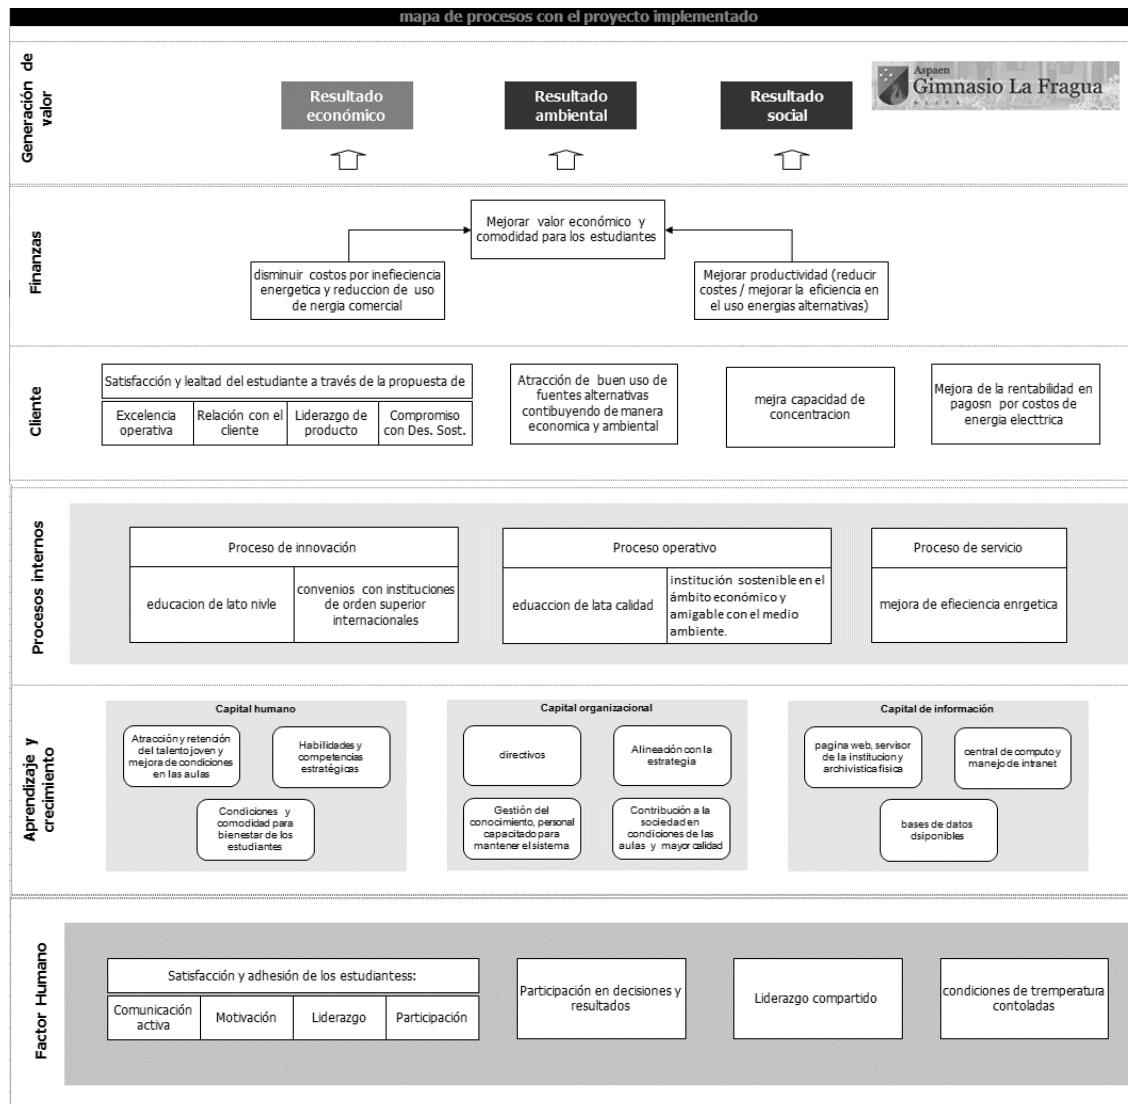 mapa de procesos con el proyecto implementado
Generación de
valor
Resultado
económico
Resultado
ambiental
Resultado
social
Aspaen
Gimnasio La Fragua
NEIVA
Finanzas
Mejorar valor económico y
comodidad para los estudiantes
disminuir costos por inefieciencia
energetica y reduccion de uso
de nergia comercial
Mejorar productividad (reducir
costes / mejorar la eficiencia en
el uso energias alternativas)
Cliente
Satisfacción y lealtad del estudiante a través de la propuesta de
Excelencia
operativa
Relación con el
cliente
Liderazgo de
producto
Compromiso
con Des. Sost.
Atracción de buen uso de
fuentes alternativas
contibuyendo de manera
economica y ambiental
mejra capacidad de
concentracion
Mejora de la rentabilidad en
pagosn por costos de
energia electtrica
Procesos internos
Proceso de innovación
educacion de lato nivle
convenios con instituciones
de orden superior
internacionales
Proceso operativo
eduaccion de lata calidad
institución sostenible en el
ámbito económico y
amigable con el medio
ambiente.
Proceso de servicio
mejora de efieciencia enrgetica
Aprendizaje y
crecimiento
Capital humano
Atracción y retención
del talento joven y
mejora de condiciones
en las aulas
Habilidades y
competencias
estratégicas
Condiciones y
comodidad para
bienestar de los
estudiantes
Capital organizacional
directivos
Alineación con la
estrategia
Gestión del
conocimiento, personal
capacitado para
mantener el sistema
Contribución a la
sociedad en
condiciones de las
aulas y mayor calidad
Capital de información
pagina web, servisor
de la institucion y
archivistica fisica
central de computo y
manejo de intranet
bases de datos
dsiponibles
Factor Humano
Satisfacción y adhesión de los estudiantess:
Comunicación
activa
Motivación
Liderazgo
Participación
Participación en decisiones y
resultados
Liderazgo compartido
condiciones de tremperatura
contoladas